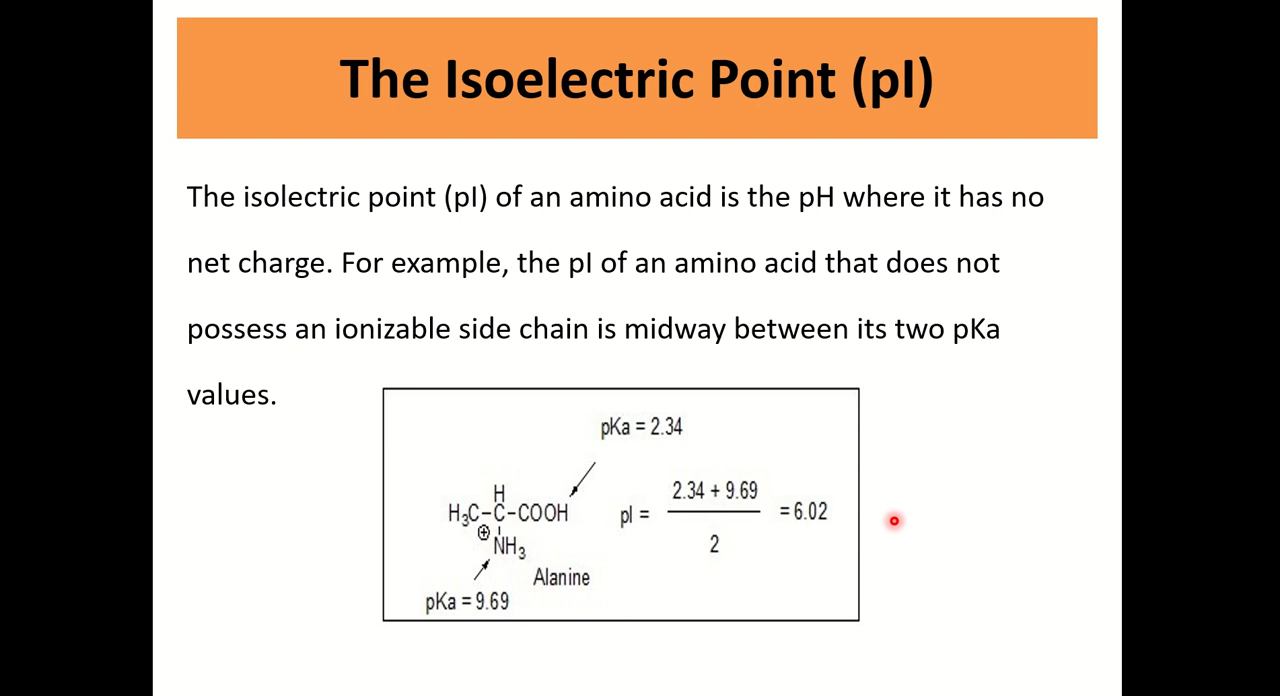 The Isoelectric Point (pI)
The isolectric point (pI) of an amino acid is the pH where it has no
net charge. For example, the pI of an amino acid that does not
possess an ionizable side chain is midway between its two pKa
values.
pKa = 2.34
H
H₃C–C–COOH
⊕
NH₃
Alanine
pKa = 9.69
2.34 + 9.69
pI =
= 6.02
2